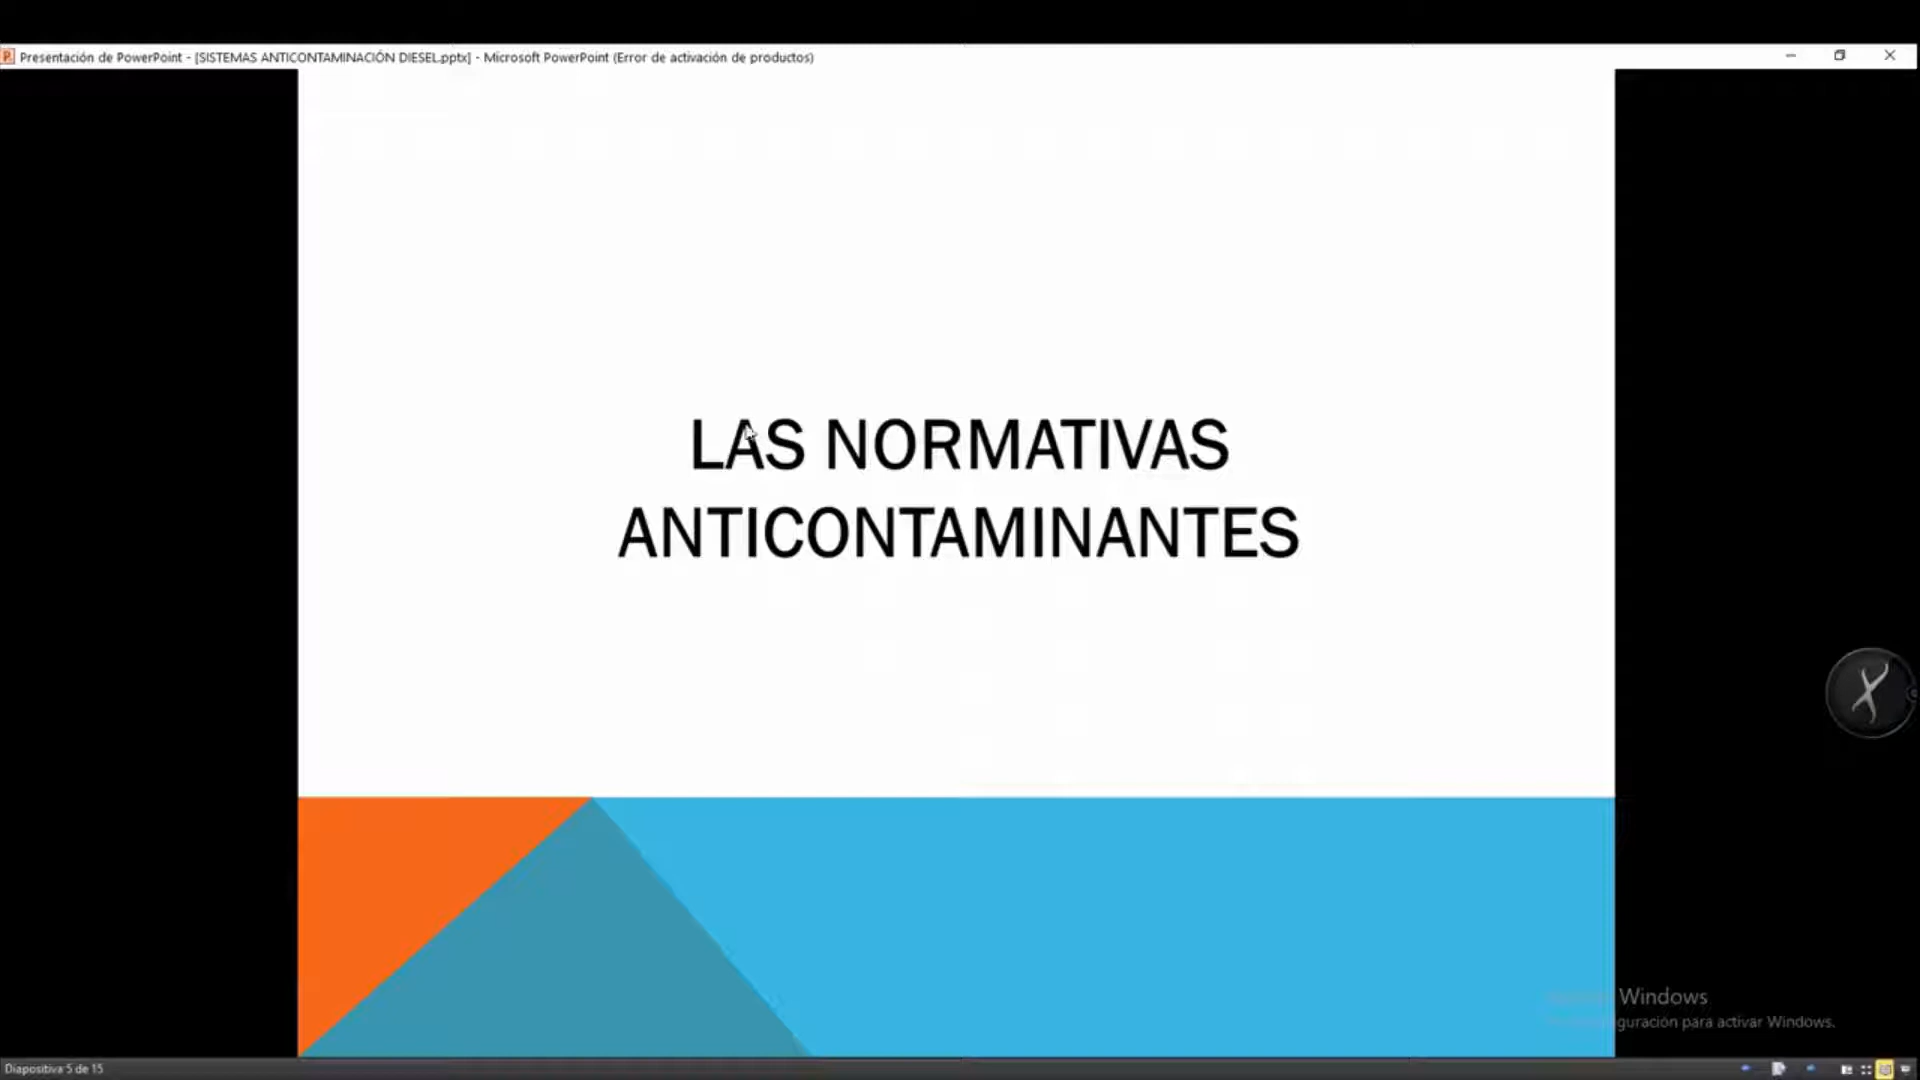 Presentación de PowerPoint - [SISTEMAS ANTICONTAMINACIÓN DIESEL.pptx] - Microsoft PowerPoint (Error de activación de productos)
LAS NORMATIVAS
ANTICONTAMINANTES
Windows
para activar Windows.
Diapositiva 5 de 15